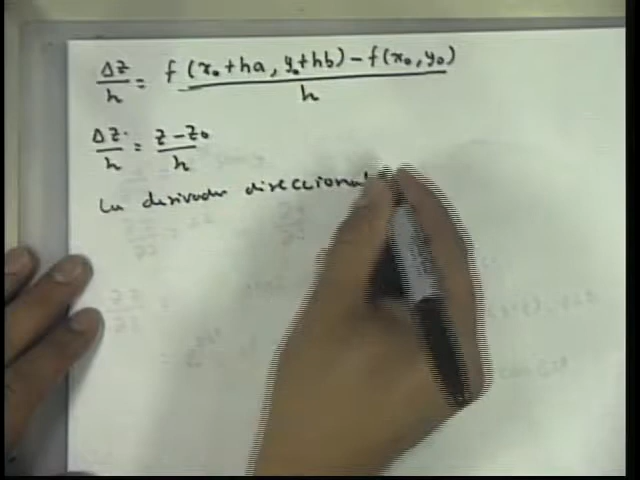 Δz/h = f(x₀+ha, y₀+hb) − f(x₀, y₀)/h
Δz/h = z−z₀/h
La derivada direccional